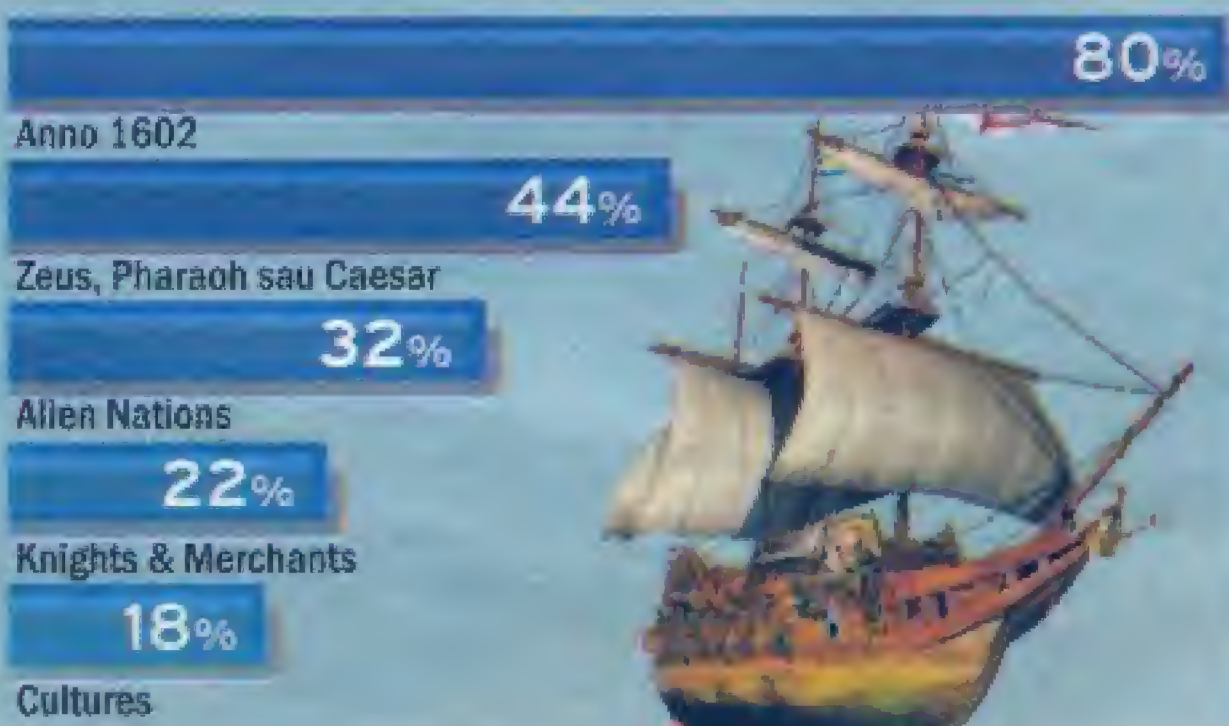 80%
Anno 1602
44%
Zeus, Pharaoh sau Caesar
32%
Alien Nations
22%
Knights & Merchants
18%
Cultures